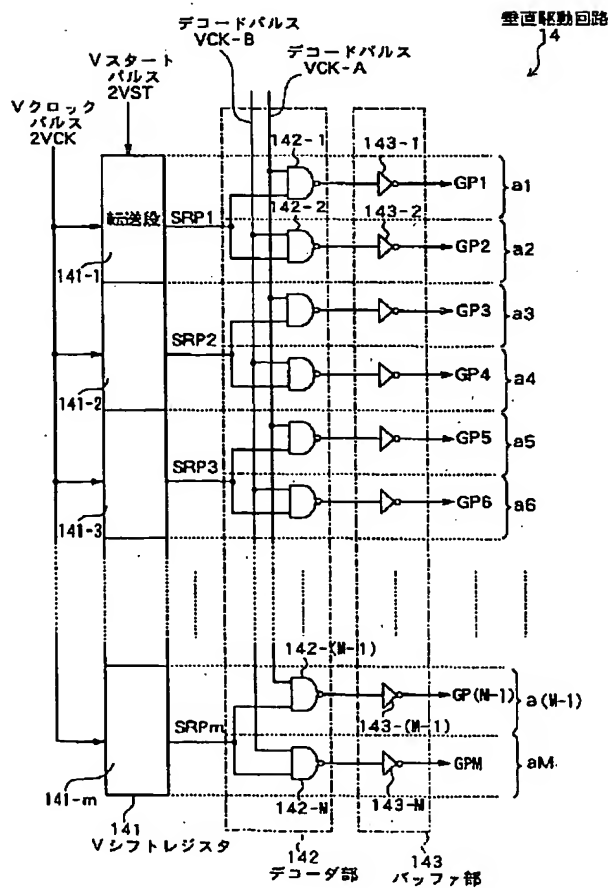 垂直駆動回路
14
デコードパルス
VCK-B
デコードパルス
VCK-A
Vスタート
パルス
2VST
Vクロック
パルス
2VCK
142-1
143-1
GP1
a1
転送段
SRP1
142-2
143-2
GP2
a2
141-1
GP3
a3
SRP2
GP4
a4
141-2
GP5
a5
SRP3
GP6
a6
141-3
142-(M-1)
GP(M-1)
a(M-1)
143-(M-1)
SRPm
GPM
aM
141-m
142-M
143-M
141
Vシフトレジスタ
142
デコーダ部
143
バッファ部